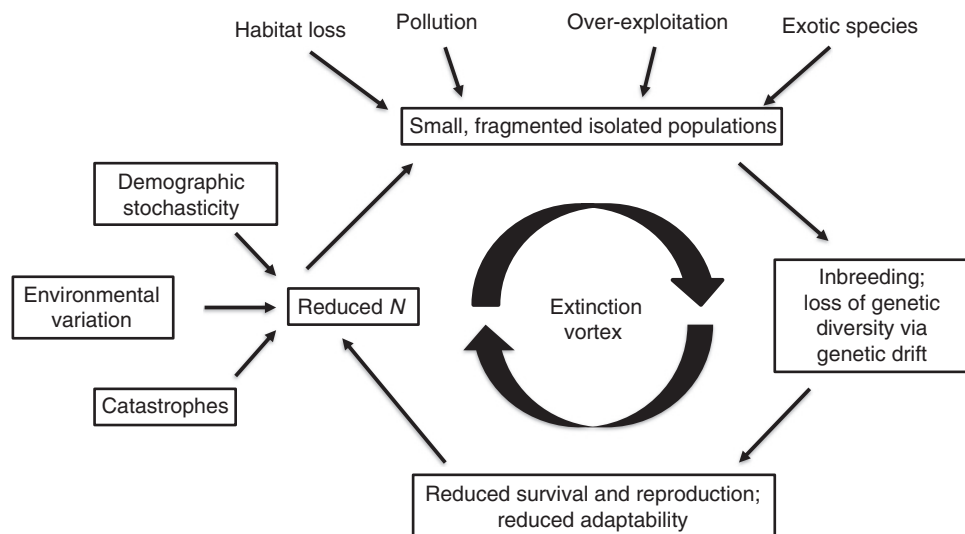 Habitat loss
Pollution
Over-exploitation
Exotic species
Small, fragmented isolated populations
Demographic
stochasticity
Environmental
variation
Reduced N
Catastrophes
Extinction
vortex
Inbreeding;
loss of genetic
diversity via
genetic drift
Reduced survival and reproduction;
reduced adaptability